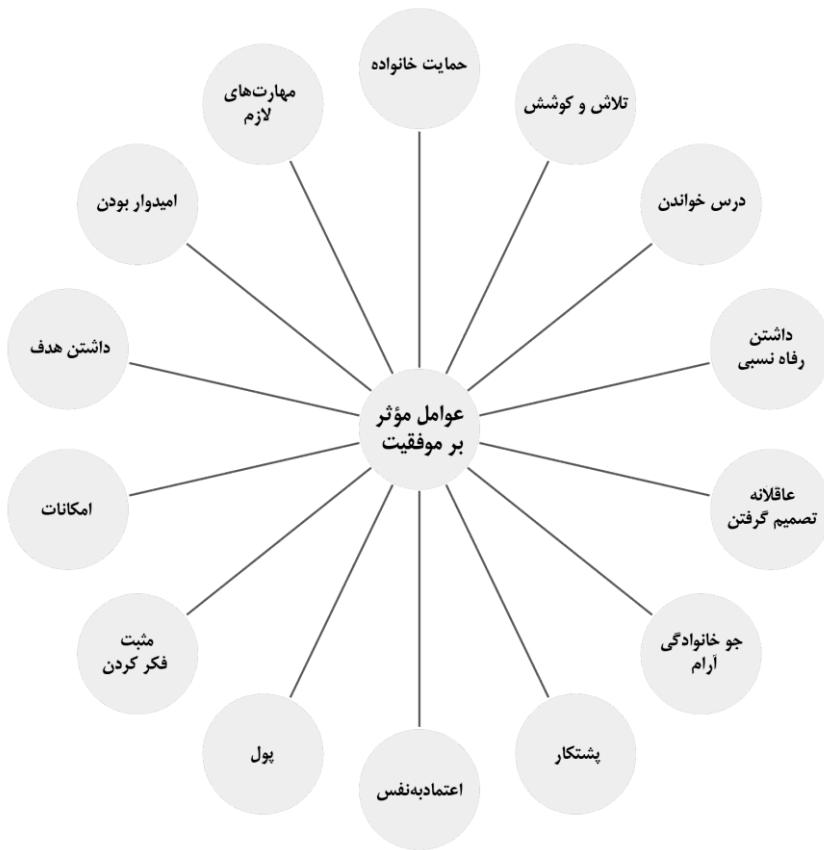 عوامل مؤثر
بر موفقیت
حمایت خانواده
تلاش و کوشش
درس خواندن
داشتن
رفاه نسبی
عاقلانه
تصمیم گرفتن
جو خانوادگی
آرام
پشتکار
اعتمادبه‌نفس
پول
مثبت
فکر کردن
امکانات
داشتن هدف
امیدوار بودن
مهارت‌های
لازم